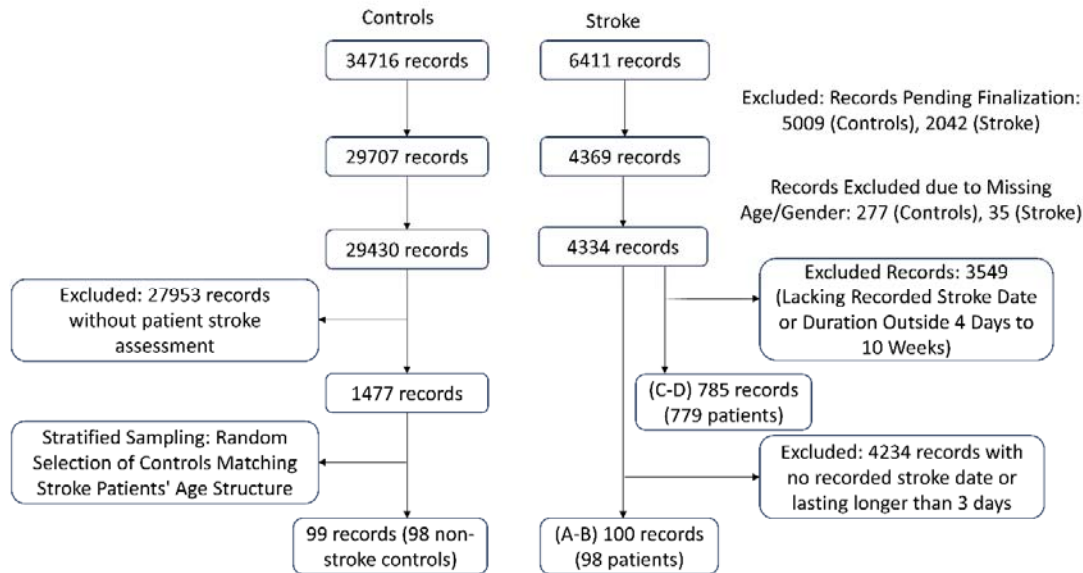 Controls
Stroke
34716 records
6411 records
Excluded: Records Pending Finalization:
5009 (Controls), 2042 (Stroke)
29707 records
4369 records
Records Excluded due to Missing
Age/Gender: 277 (Controls), 35 (Stroke)
29430 records
4334 records
Excluded: 27953 records
without patient stroke
assessment
Excluded Records: 3549
(Lacking Recorded Stroke Date
or Duration Outside 4 Days to
10 Weeks)
1477 records
(C-D) 785 records
(779 patients)
Stratified Sampling: Random
Selection of Controls Matching
Stroke Patients' Age Structure
Excluded: 4234 records with
no recorded stroke date or
lasting longer than 3 days
99 records (98 non-
stroke controls)
(A-B) 100 records
(98 patients)